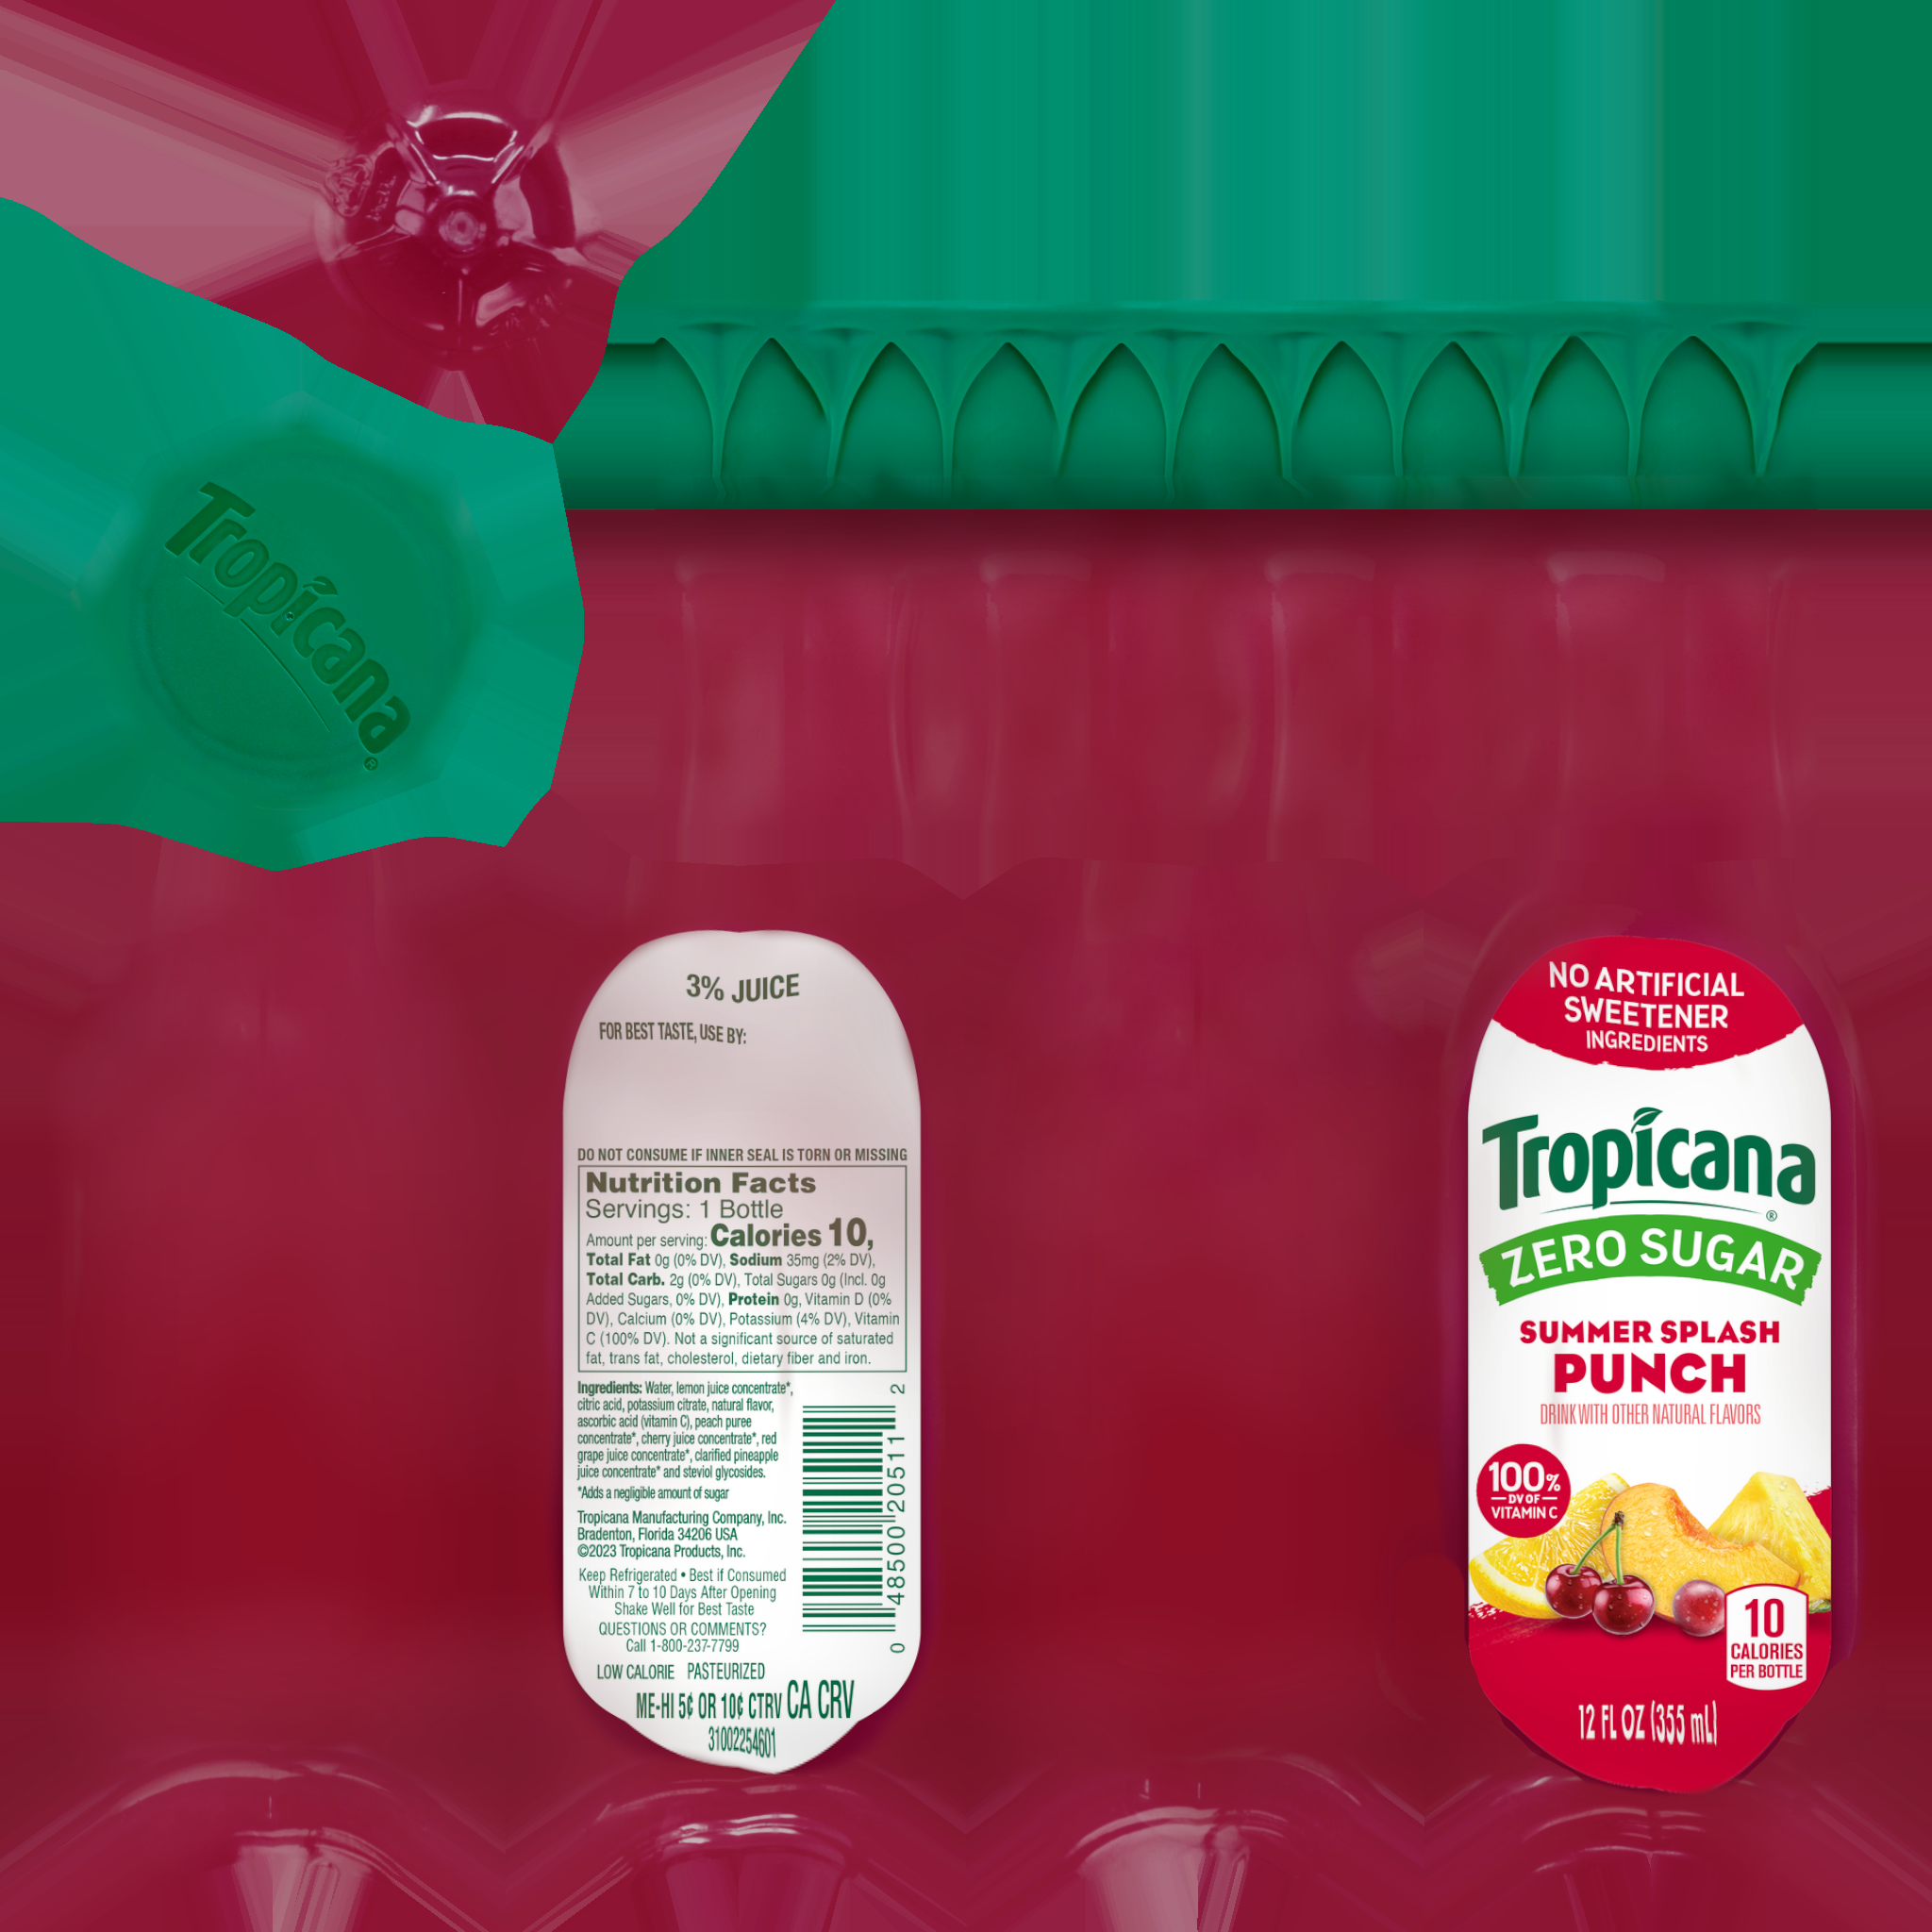 Tropicana®
3% JUICE
FOR BEST TASTE, USE BY:
DO NOT CONSUME IF INNER SEAL IS TORN OR MISSING
Nutrition Facts
Servings: 1 Bottle
Amount per serving: Calories 10,
Total Fat 0g (0% DV), Sodium 35mg (2% DV),
Total Carb. 2g (0% DV), Total Sugars 0g (Incl. 0g
Added Sugars, 0% DV), Protein 0g, Vitamin D (0%
DV), Calcium (0% DV), Potassium (4% DV), Vitamin
C (100% DV). Not a significant source of saturated
fat, trans fat, cholesterol, dietary fiber and iron.
Ingredients: Water, lemon juice concentrate*,
citric acid, potassium citrate, natural flavor,
ascorbic acid (vitamin C), peach puree
concentrate*, cherry juice concentrate*, red
grape juice concentrate*, clarified pineapple
juice concentrate* and steviol glycosides.
*Adds a negligible amount of sugar
Tropicana Manufacturing Company, Inc.
Bradenton, Florida 34206 USA
©2023 Tropicana Products, Inc.
Keep Refrigerated • Best if Consumed
Within 7 to 10 Days After Opening
Shake Well for Best Taste
QUESTIONS OR COMMENTS?
Call 1-800-237-7799
LOW CALORIE PASTEURIZED
ME-HI 5¢ OR 10¢ CTRV CA CRV
31002254601
0 48500 20511 2
NO ARTIFICIAL
SWEETENER
INGREDIENTS
Tropicana®
ZERO SUGAR
SUMMER SPLASH
PUNCH
DRINK WITH OTHER NATURAL FLAVORS
100%
DV OF
VITAMIN C
10
CALORIES
PER BOTTLE
12 FL OZ (355 mL)